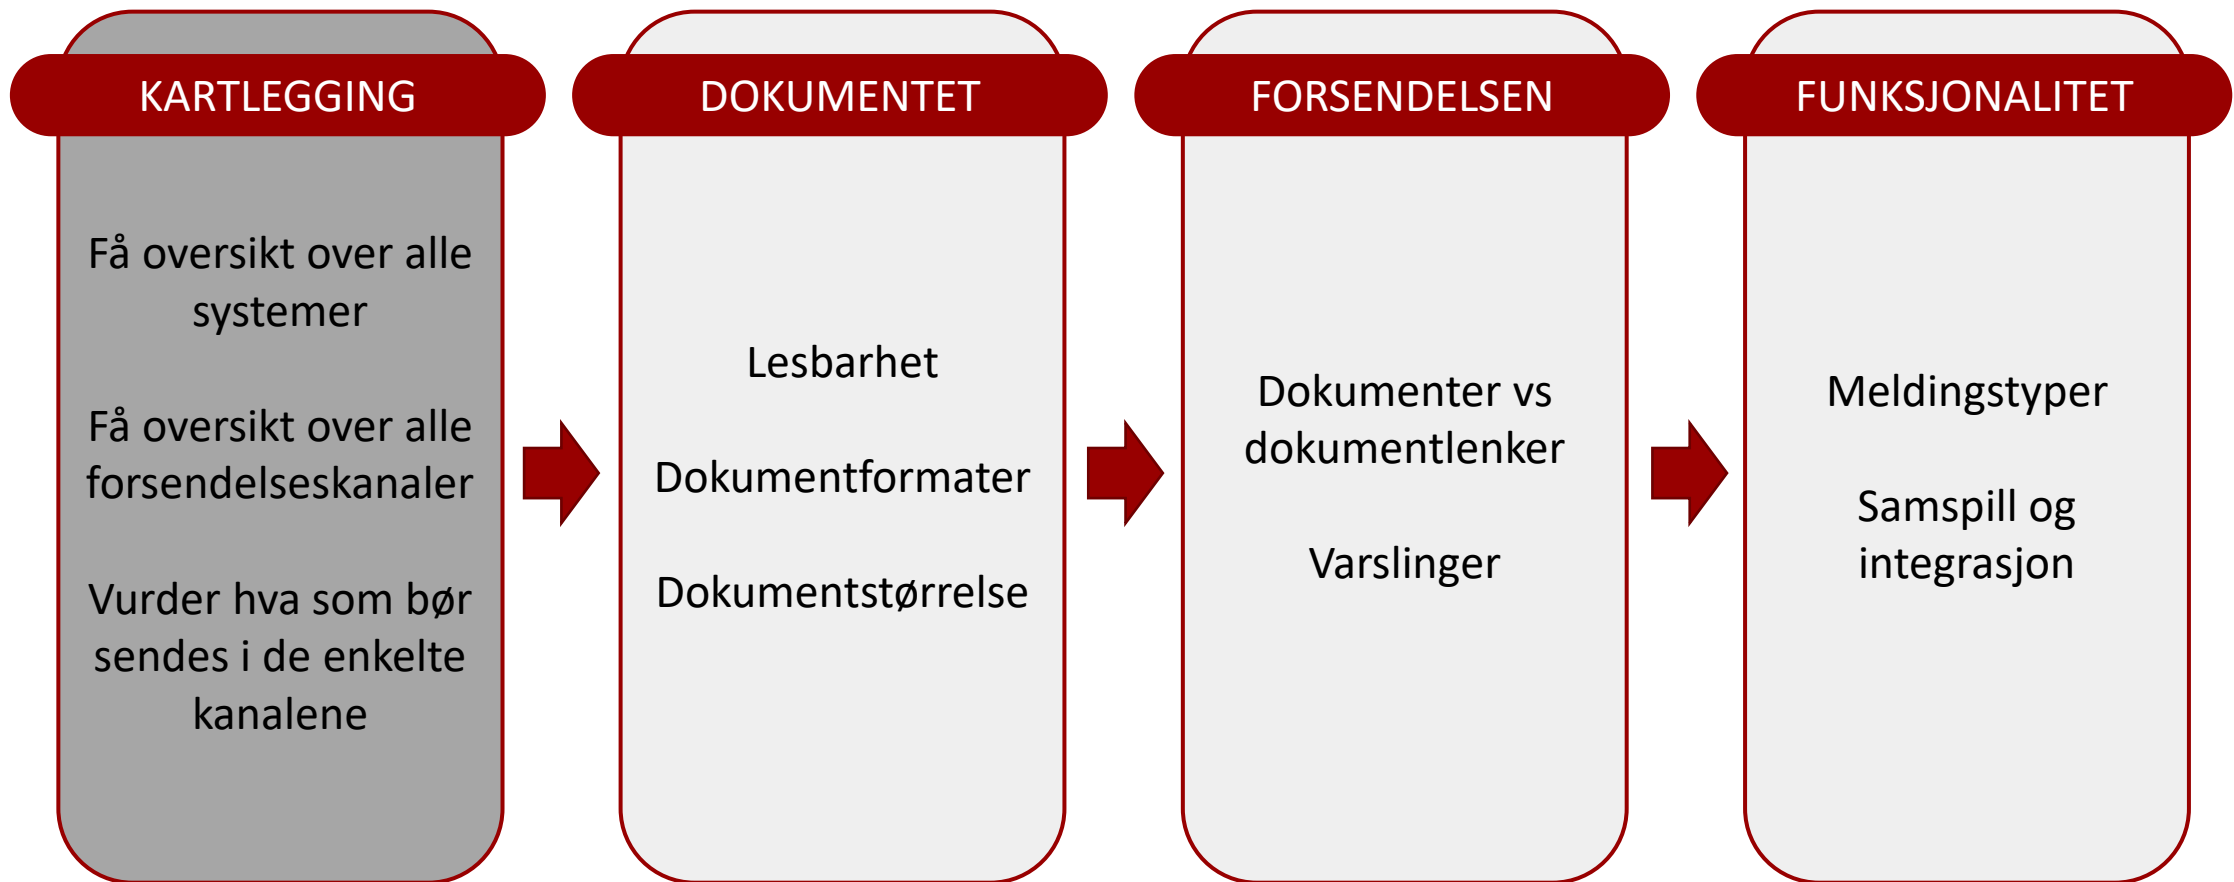 KARTLEGGING
Få oversikt over alle
systemer
Få oversikt over alle
forsendelseskanaler
Vurder hva som bør
sendes i de enkelte
kanalene
DOKUMENTET
Lesbarhet
Dokumentformater
Dokumentstørrelse
FORSENDELSEN
Dokumenter vs
dokumentlenker
Varslinger
FUNKSJONALITET
Meldingstyper
Samspill og
integrasjon